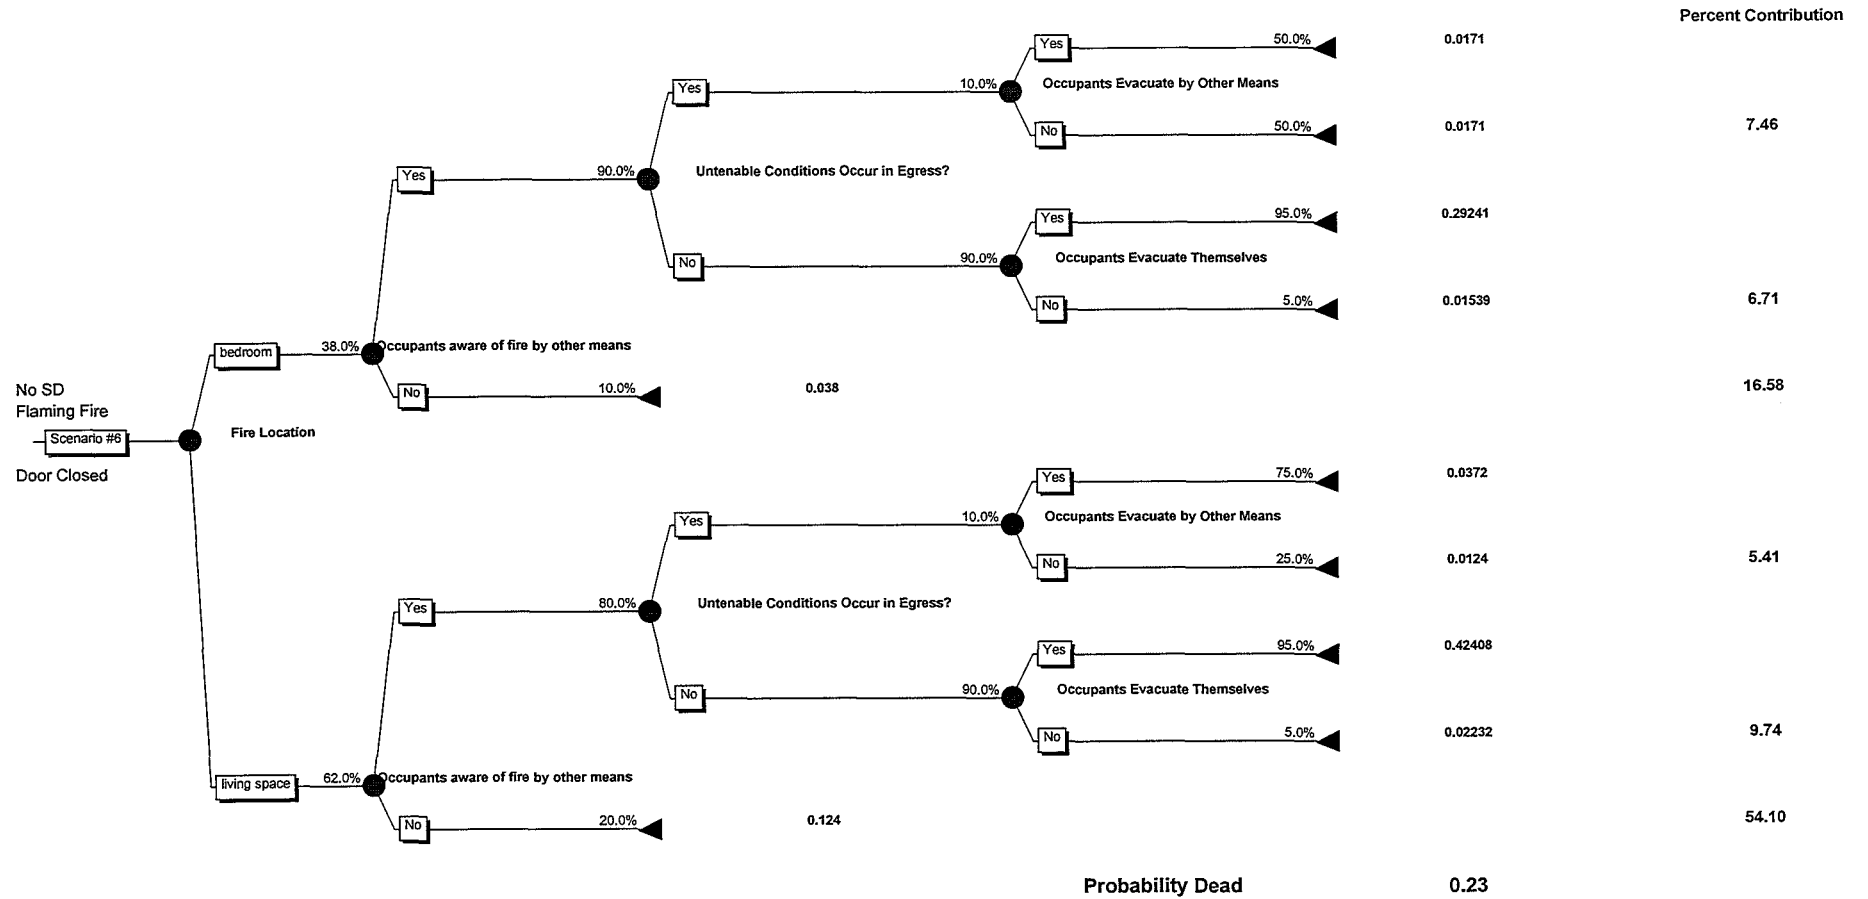 Percent Contribution
Yes 50.0% 0.0171
Yes 10.0% Occupants Evacuate by Other Means
No 50.0% 0.0171 7.46
Yes 90.0% Untenable Conditions Occur in Egress?
Yes 95.0% 0.29241
No 90.0% Occupants Evacuate Themselves
No 5.0% 0.01539 6.71
bedroom 38.0% Occupants aware of fire by other means
No 10.0% 0.038 16.58
No SD
Flaming Fire
Scenario #6 Fire Location
Door Closed
Yes 75.0% 0.0372
Yes 10.0% Occupants Evacuate by Other Means
No 25.0% 0.0124 5.41
Yes 80.0% Untenable Conditions Occur in Egress?
Yes 95.0% 0.42408
No 90.0% Occupants Evacuate Themselves
No 5.0% 0.02232 9.74
living space 62.0% Occupants aware of fire by other means
No 20.0% 0.124 54.10
Probability Dead 0.23